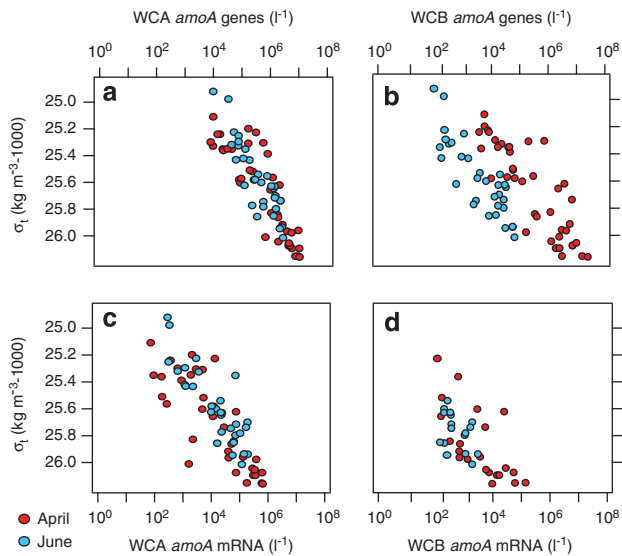 WCA amoA genes (l⁻¹) WCB amoA genes (l⁻¹)
10⁰ 10² 10⁴ 10⁶ 10⁸ 10⁰ 10² 10⁴ 10⁶ 10⁸
a b
σt (kg m⁻³-1000)
25.0
25.2
25.4
25.6
25.8
26.0
c d
σt (kg m⁻³-1000)
25.0
25.2
25.4
25.6
25.8
26.0
10⁰ 10² 10⁴ 10⁶ 10⁸ 10⁰ 10² 10⁴ 10⁶ 10⁸
WCA amoA mRNA (l⁻¹) WCB amoA mRNA (l⁻¹)
April
June